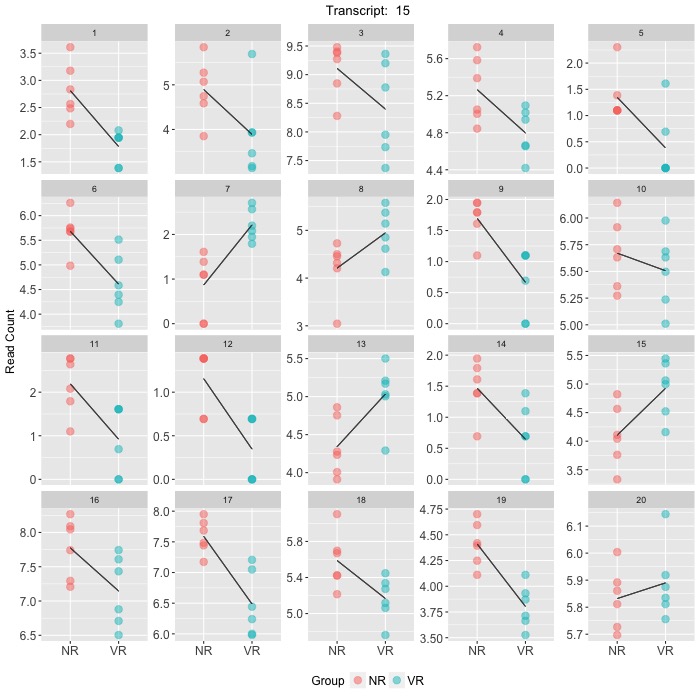 Transcript: 15
1 2 3 4 5
3.5 3.0 2.5 2.0 1.5
5 4
9.5 9.0 8.5 8.0 7.5
5.6 5.2 4.8 4.4
2.0 1.5 1.0 0.5 0.0
6 7 8 9 10
6.0 5.5 5.0 4.5 4.0
2 1 0
5 4 3
2.0 1.5 1.0 0.5 0.0
6.00 5.75 5.50 5.25 5.00
Read Count
11 12 13 14 15
2 1 0
1.0 0.5 0.0
5.5 5.0 4.5 4.0
2.0 1.5 1.0 0.5 0.0
5.5 5.0 4.5 4.0 3.5
16 17 18 19 20
8.0 7.5 7.0 6.5
8.0 7.5 7.0 6.5 6.0
5.8 5.4 5.0
4.75 4.50 4.25 4.00 3.75 3.50
6.1 6.0 5.9 5.8 5.7
NR VR NR VR NR VR NR VR NR VR
Group NR VR